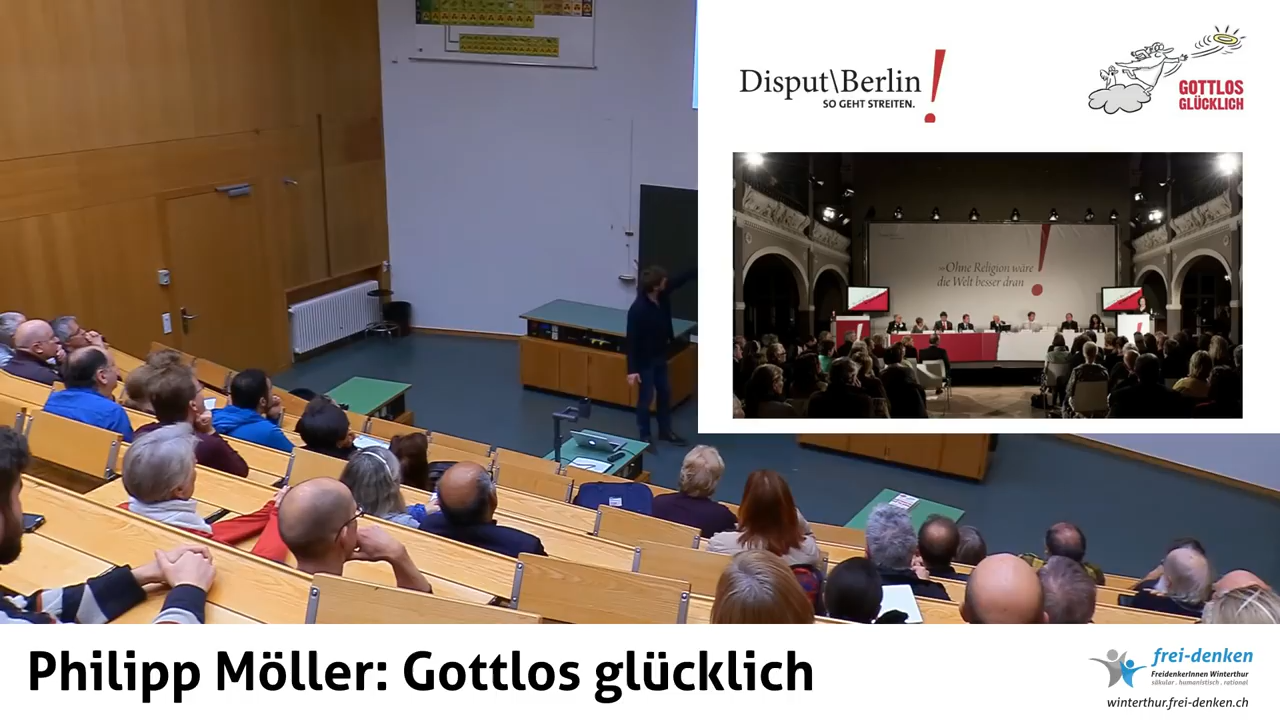 Disput\Berlin!
SO GEHT STREITEN.
GOTTLOS
GLÜCKLICH
»Ohne Religion wäre
die Welt besser dran!
Philipp Möller: Gottlos glücklich
frei-denken
FreidenkerInnen Winterthur
säkular . humanistisch . rational
winterthur.frei-denken.ch